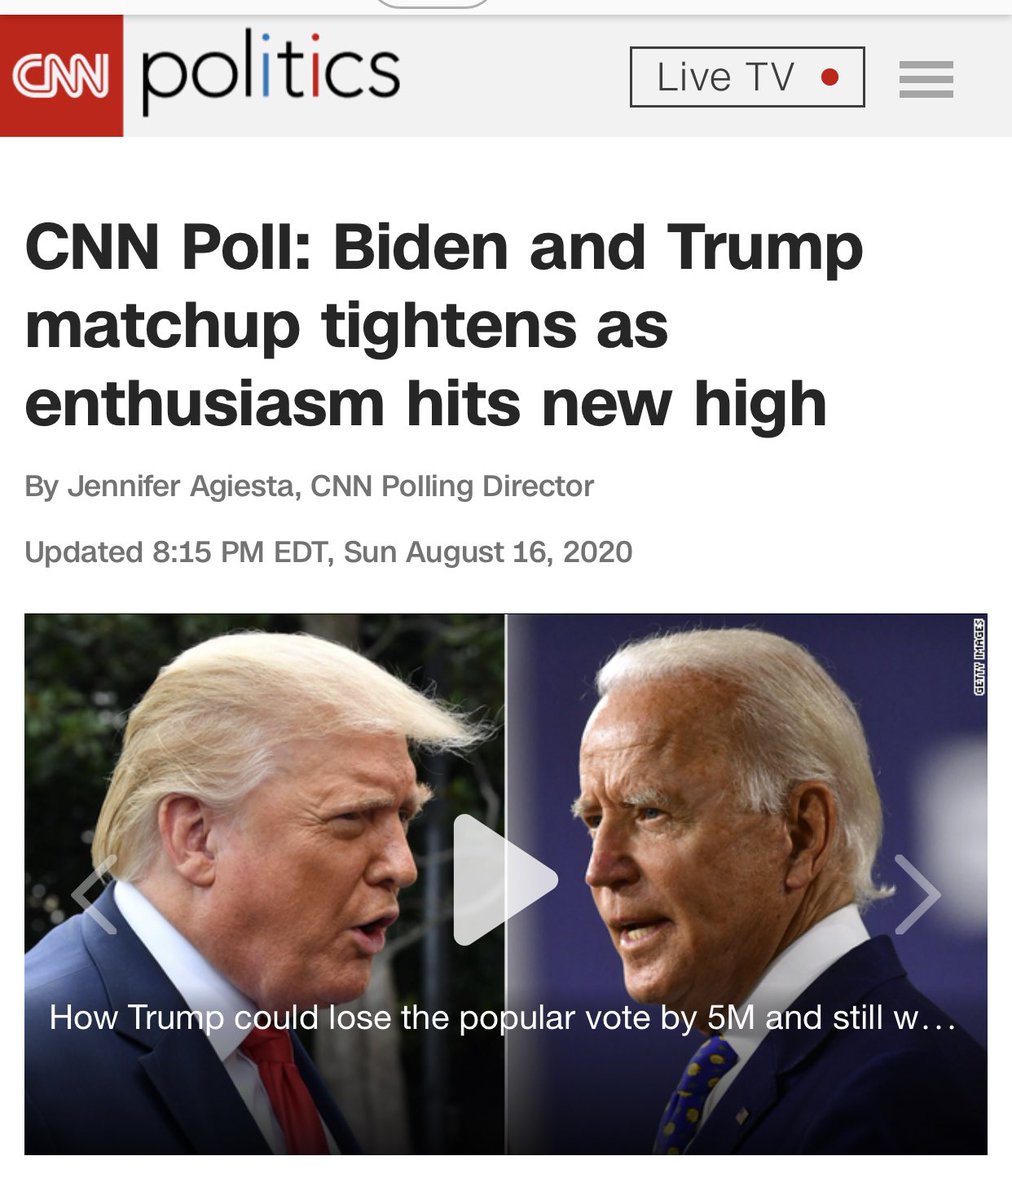 CNN politics
Live TV
CNN Poll: Biden and Trump
matchup tightens as
enthusiasm hits new high
By Jennifer Agiesta, CNN Polling Director
Updated 8:15 PM EDT, Sun August 16, 2020
GETTY IMAGES
How Trump could lose the popular vote by 5M and still w...